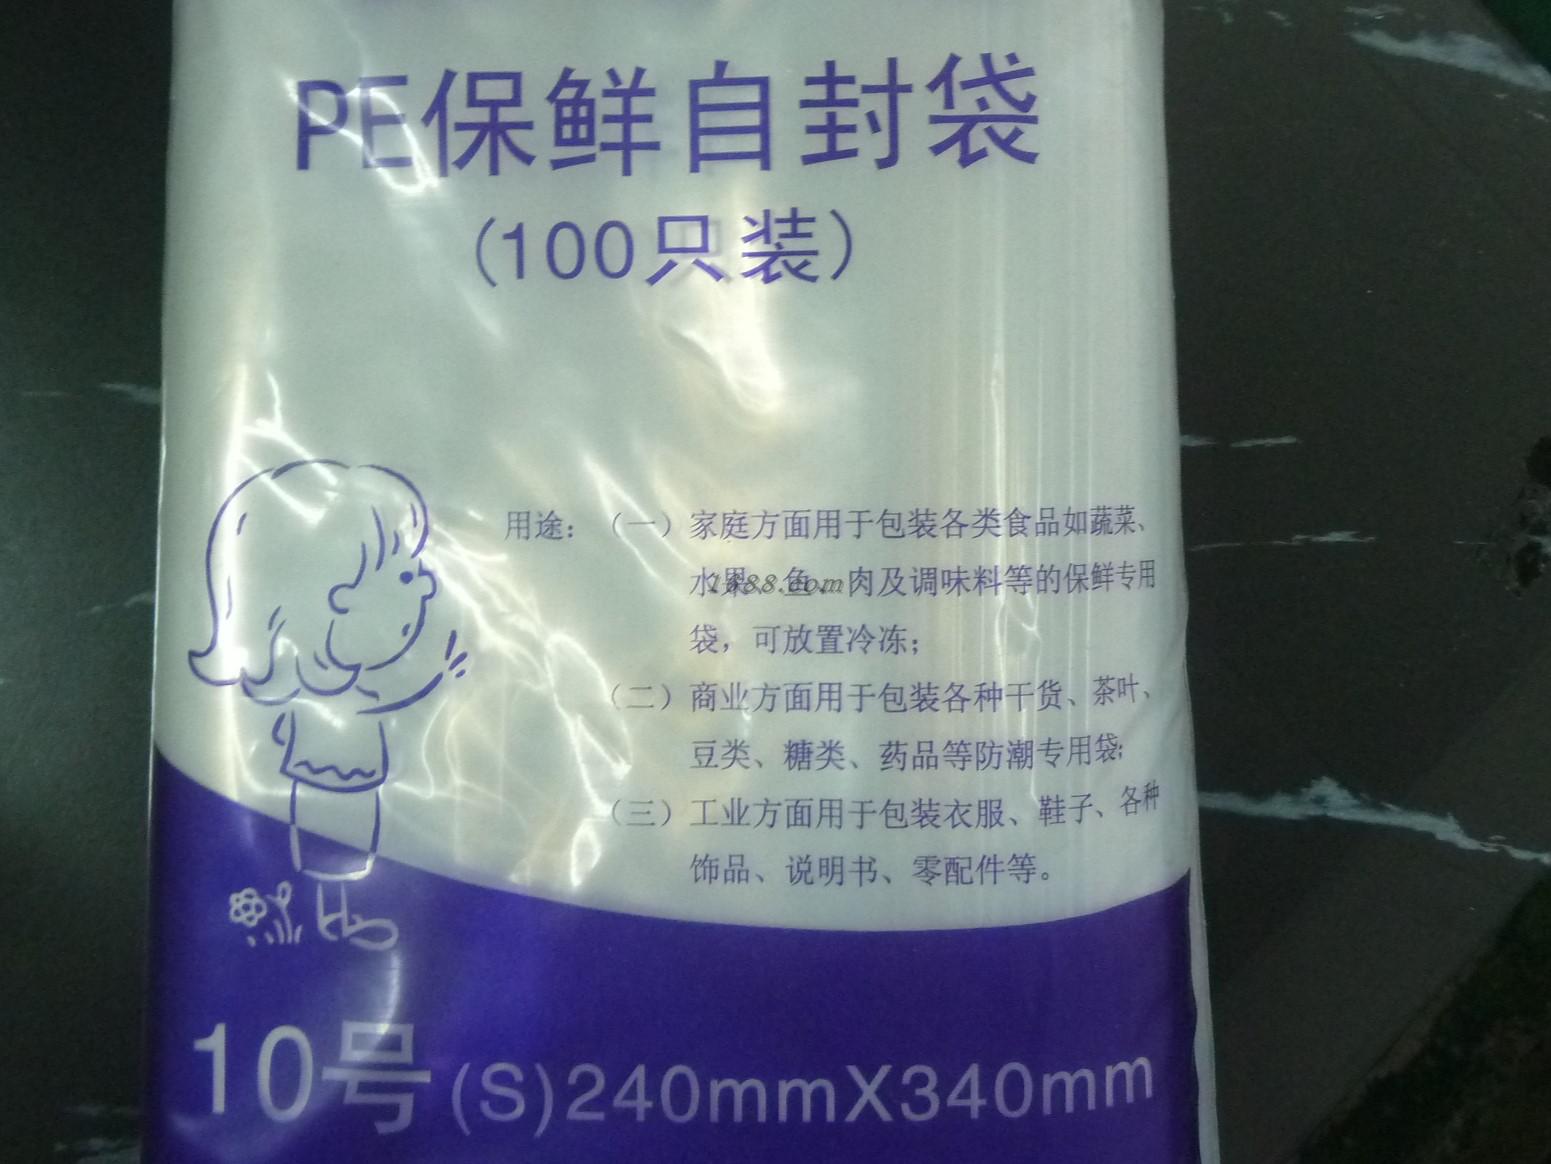 PE保鲜自封袋
(100只装)
用途：（一）家庭方面用于包装各类食品如蔬菜、
水果、鱼、肉及调味料等的保鲜专用
袋，可放置冷冻；
（二）商业方面用于包装各种干货、茶叶、
豆类、糖类、药品等防潮专用袋；
（三）工业方面用于包装衣服、鞋子、各种
饰品、说明书、零配件等。
10号(S)240mmX340mm
1688.com